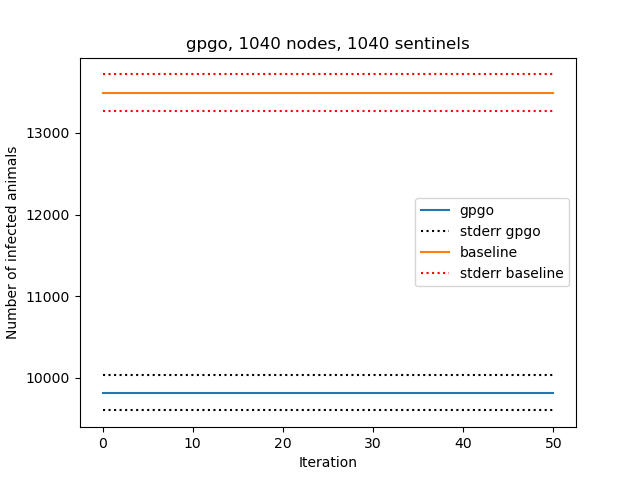 gpgo, 1040 nodes, 1040 sentinels
Number of infected animals
13000
12000
11000
10000
gpgo
stderr gpgo
baseline
stderr baseline
0 10 20 30 40 50
Iteration